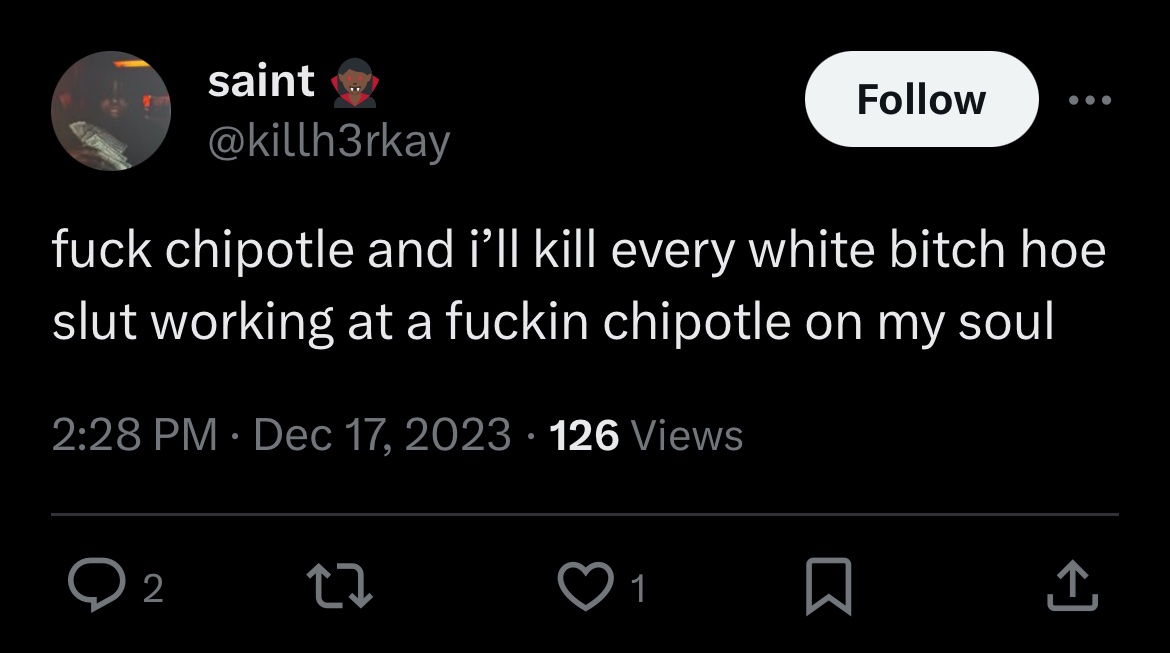 saint
@killh3rkay
Follow
fuck chipotle and i’ll kill every white bitch hoe
slut working at a fuckin chipotle on my soul
2:28 PM · Dec 17, 2023 · 126 Views
2
1